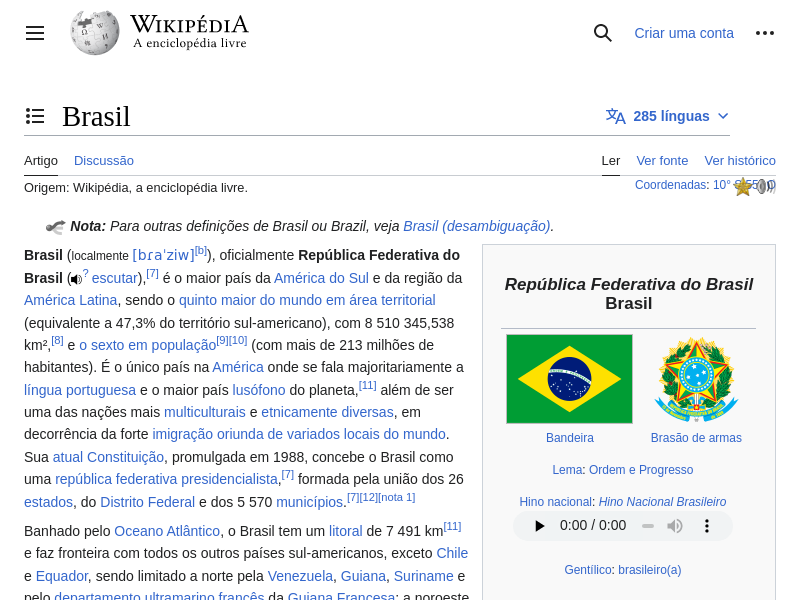 WIKIPÉDIA
A enciclopédia livre
Criar uma conta
Brasil
285 línguas
Artigo
Discussão
Ler
Ver fonte
Ver histórico
Origem: Wikipédia, a enciclopédia livre.
Coordenadas: 10°
Nota: Para outras definições de Brasil ou Brazil, veja Brasil (desambiguação).
Brasil (localmente [bɾaˈziw][b]), oficialmente República Federativa do
Brasil (? escutar),[7] é o maior país da América do Sul e da região da
América Latina, sendo o quinto maior do mundo em área territorial
(equivalente a 47,3% do território sul-americano), com 8 510 345,538
km²,[8] e o sexto em população[9][10] (com mais de 213 milhões de
habitantes). É o único país na América onde se fala majoritariamente a
língua portuguesa e o maior país lusófono do planeta,[11] além de ser
uma das nações mais multiculturais e etnicamente diversas, em
decorrência da forte imigração oriunda de variados locais do mundo.
Sua atual Constituição, promulgada em 1988, concebe o Brasil como
uma república federativa presidencialista,[7] formada pela união dos 26
estados, do Distrito Federal e dos 5 570 municípios.[7][12][nota 1]
Banhado pelo Oceano Atlântico, o Brasil tem um litoral de 7 491 km[11]
e faz fronteira com todos os outros países sul-americanos, exceto Chile
e Equador, sendo limitado a norte pela Venezuela, Guiana, Suriname e
pelo departamento ultramarino francês da Guiana Francesa; a noroeste
República Federativa do Brasil
Brasil
Bandeira
Brasão de armas
Lema: Ordem e Progresso
Hino nacional: Hino Nacional Brasileiro
0:00 / 0:00
Gentílico: brasileiro(a)